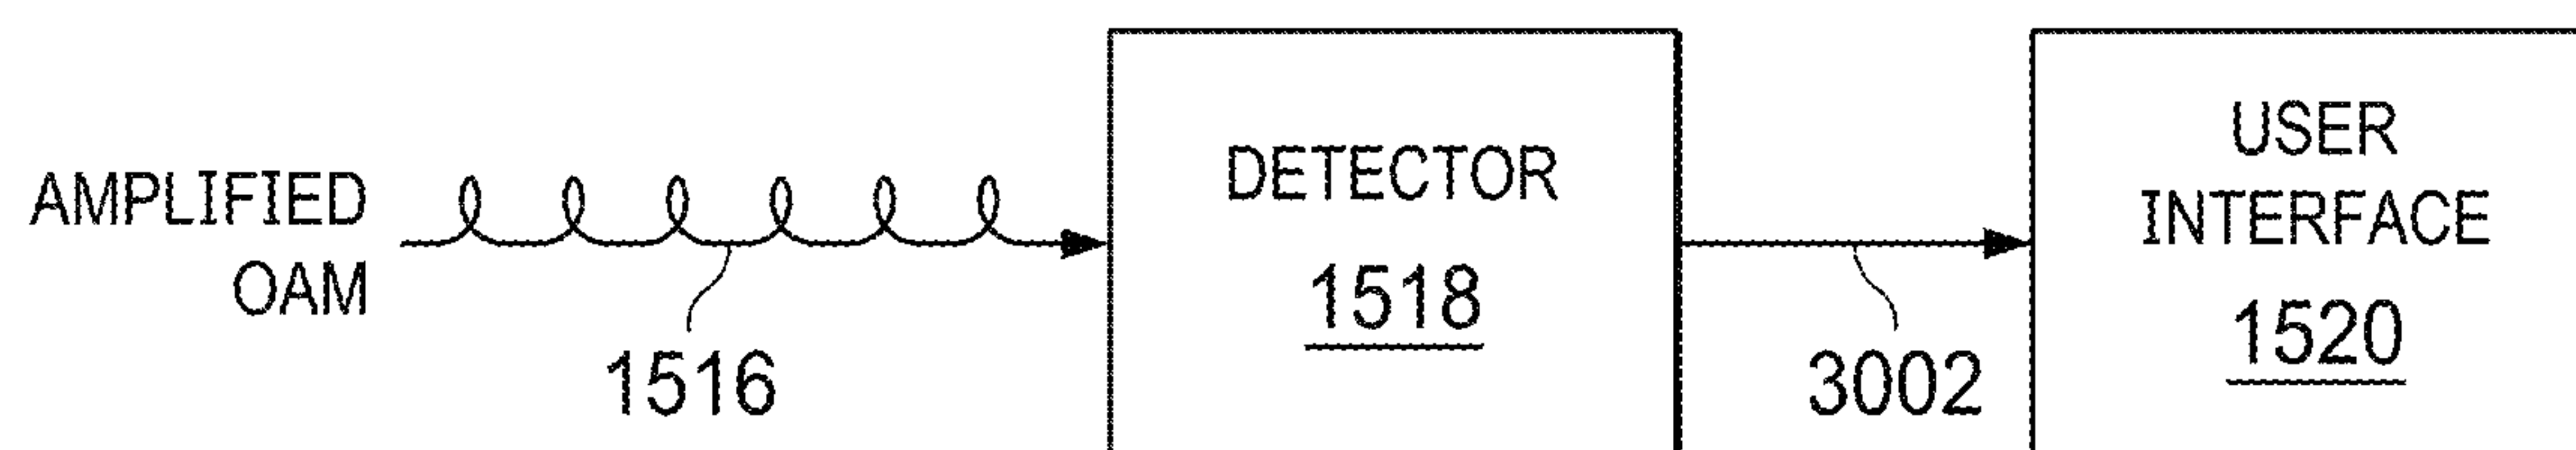 AMPLIFIED
OAM
1516
DETECTOR
1518
3002
USER
INTERFACE
1520